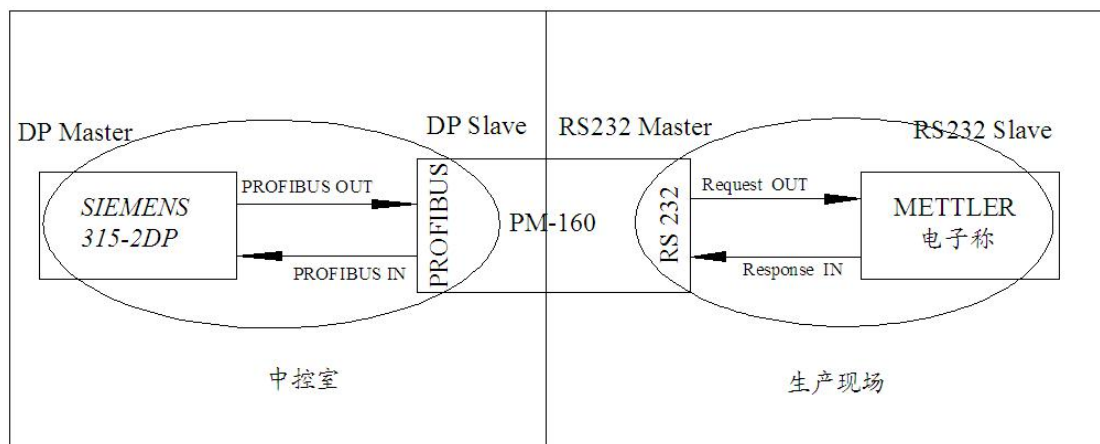 DP Master
DP Slave
RS232 Master
RS232 Slave
SIEMENS
315-2DP
PROFIBUS OUT
PROFIBUS IN
PROFIBUS
PM-160
RS 232
Request OUT
Response IN
METTLER
电子称
中控室
生产现场